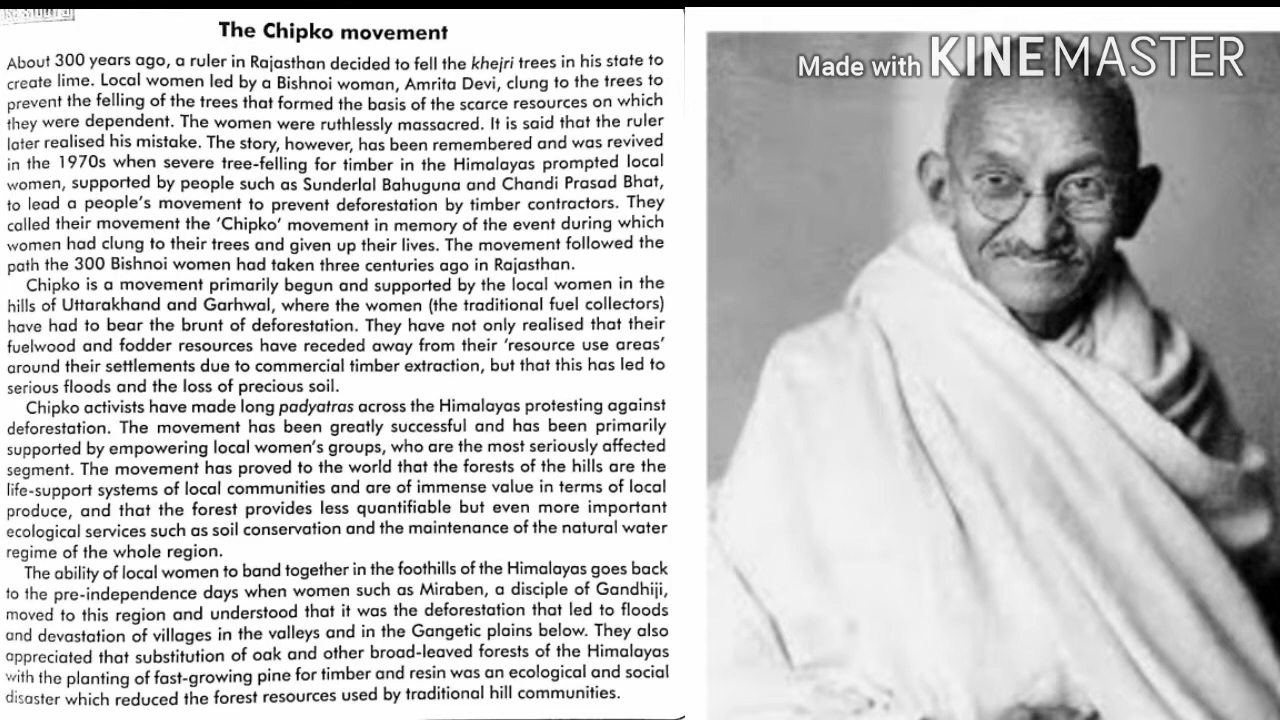 The Chipko movement
About 300 years ago, a ruler in Rajasthan decided to fell the khejri trees in his state to
create lime. Local women led by a Bishnoi woman, Amrita Devi, clung to the trees to
prevent the felling of the trees that formed the basis of the scarce resources on which
they were dependent. The women were ruthlessly massacred. It is said that the ruler
later realised his mistake. The story, however, has been remembered and was revived
in the 1970s when severe tree-felling for timber in the Himalayas prompted local
women, supported by people such as Sunderlal Bahuguna and Chandi Prasad Bhat,
to lead a people's movement to prevent deforestation by timber contractors. They
called their movement the 'Chipko' movement in memory of the event during which
women had clung to their trees and given up their lives. The movement followed the
path the 300 Bishnoi women had taken three centuries ago in Rajasthan.
Chipko is a movement primarily begun and supported by the local women in the
hills of Uttarakhand and Garhwal, where the women (the traditional fuel collectors)
have had to bear the brunt of deforestation. They have not only realised that their
fuelwood and fodder resources have receded away from their 'resource use areas'
around their settlements due to commercial timber extraction, but that this has led to
serious floods and the loss of precious soil.
Chipko activists have made long padyatras across the Himalayas protesting against
deforestation. The movement has been greatly successful and has been primarily
supported by empowering local women's groups, who are the most seriously affected
segment. The movement has proved to the world that the forests of the hills are the
life-support systems of local communities and are of immense value in terms of local
produce, and that the forest provides less quantifiable but even more important
ecological services such as soil conservation and the maintenance of the natural water
regime of the whole region.
The ability of local women to band together in the foothills of the Himalayas goes back
to the pre-independence days when women such as Miraben, a disciple of Gandhiji,
moved to this region and understood that it was the deforestation that led to floods
and devastation of villages in the valleys and in the Gangetic plains below. They also
appreciated that substitution of oak and other broad-leaved forests of the Himalayas
with the planting of fast-growing pine for timber and resin was an ecological and social
disaster which reduced the forest resources used by traditional hill communities.
Made with KINEMASTER